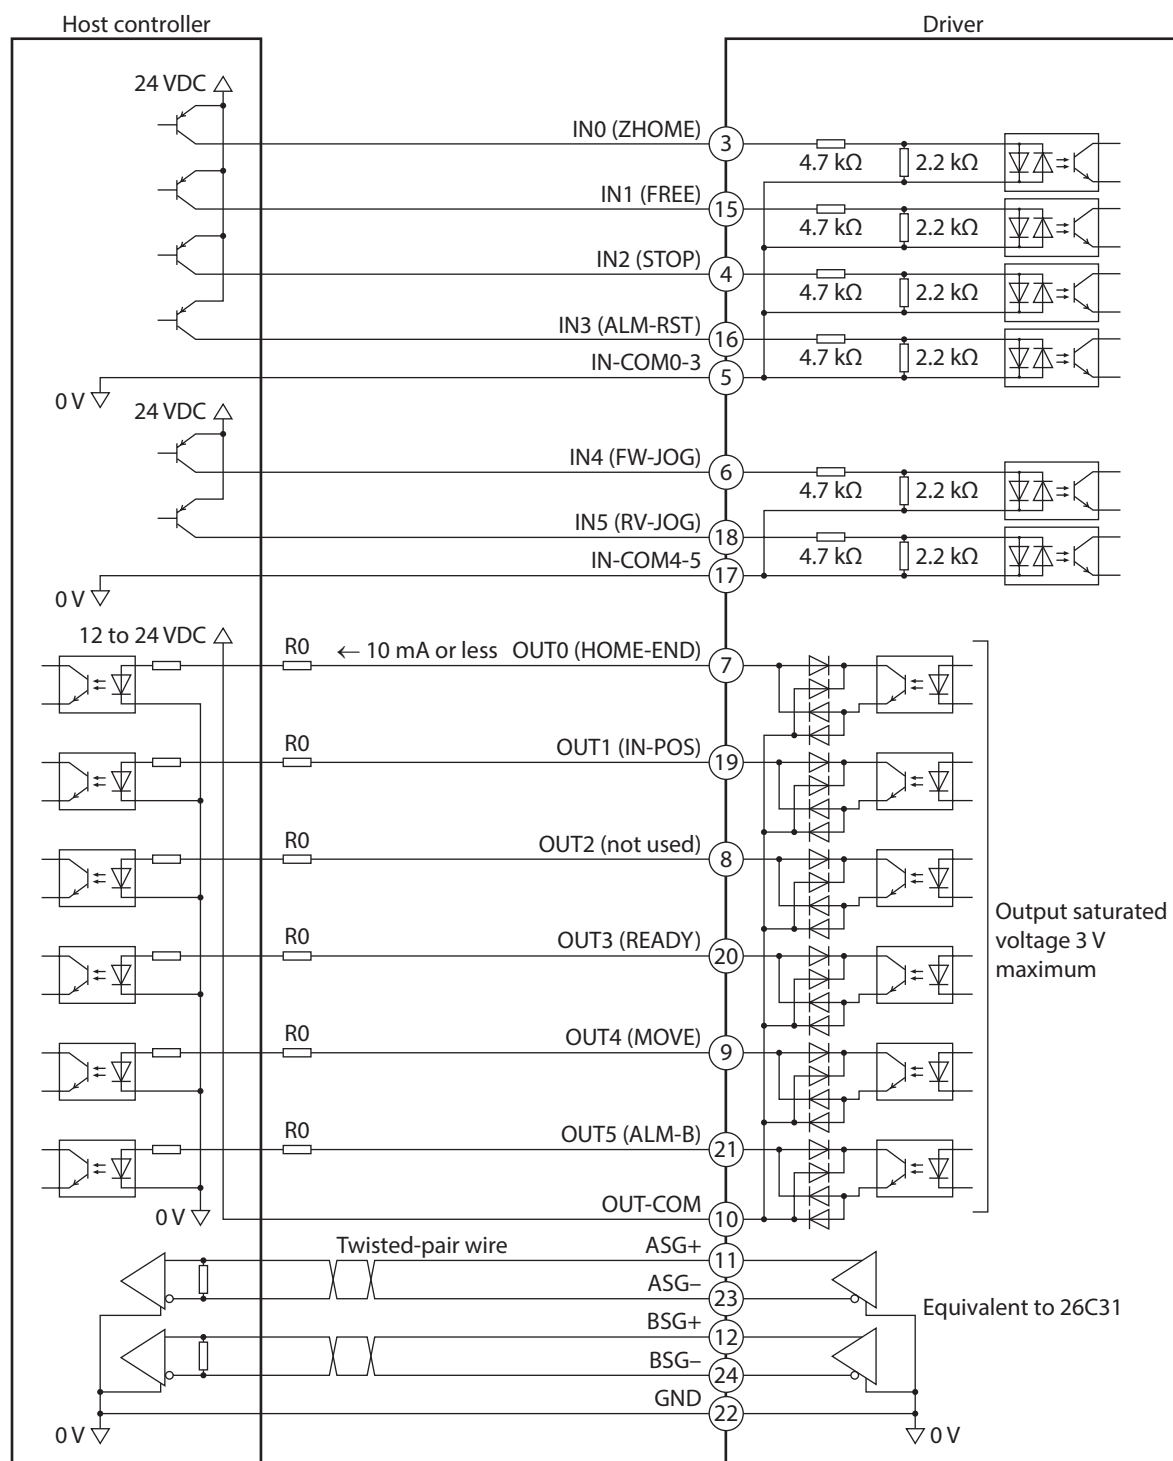 Host controller
Driver
24 VDC
IN0 (ZHOME)
3
4.7 kΩ
2.2 kΩ
IN1 (FREE)
15
4.7 kΩ
2.2 kΩ
IN2 (STOP)
4
4.7 kΩ
2.2 kΩ
IN3 (ALM-RST)
16
4.7 kΩ
2.2 kΩ
IN-COM0-3
5
0 V
24 VDC
IN4 (FW-JOG)
6
4.7 kΩ
2.2 kΩ
IN5 (RV-JOG)
18
4.7 kΩ
2.2 kΩ
IN-COM4-5
17
0 V
12 to 24 VDC
R0
← 10 mA or less
OUT0 (HOME-END)
7
R0
OUT1 (IN-POS)
19
R0
OUT2 (not used)
8
Output saturated
voltage 3 V
maximum
R0
OUT3 (READY)
20
R0
OUT4 (MOVE)
9
R0
OUT5 (ALM-B)
21
0 V
OUT-COM
10
Twisted-pair wire
ASG+
11
ASG–
23
Equivalent to 26C31
BSG+
12
BSG–
24
GND
22
0 V
0 V